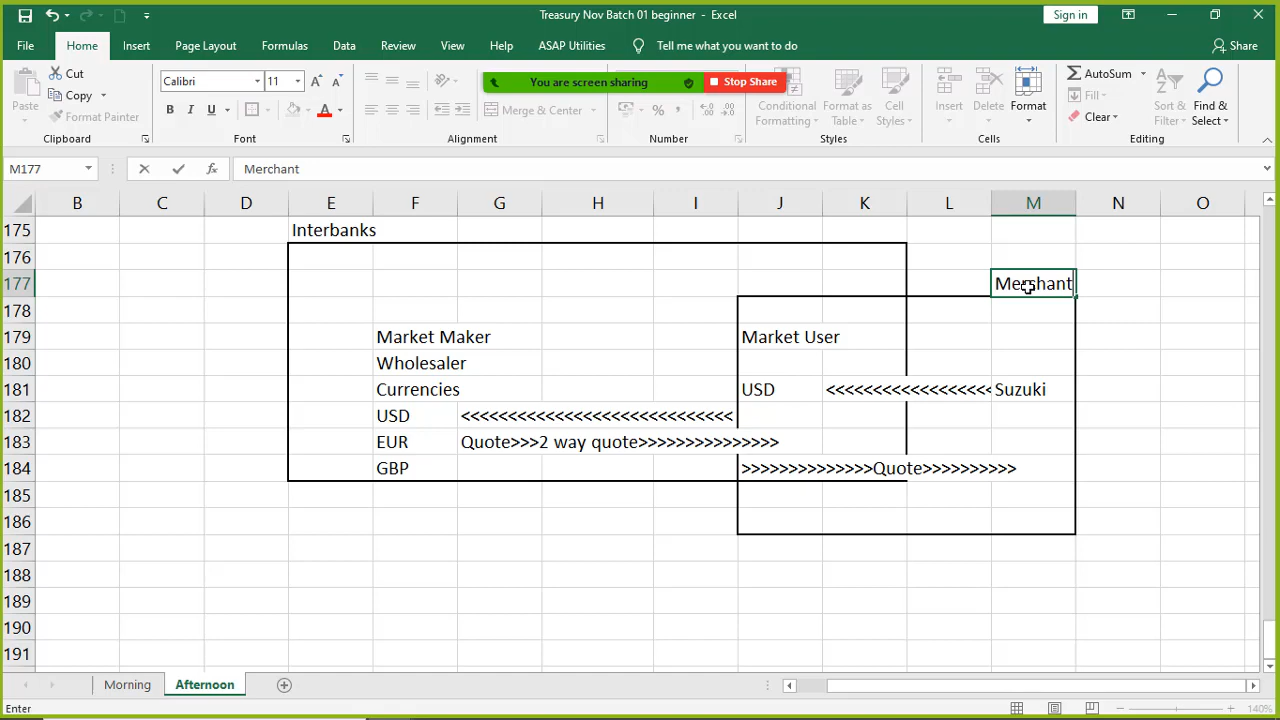 Treasury Nov Batch 01 beginner - Excel
Sign in
File Home Insert Page Layout Formulas Data Review View Help ASAP Utilities Tell me what you want to do Share
Paste
Cut
Copy
Format Painter
Clipboard
Calibri 11
B I U A
Font
You are screen sharing Stop Share
Merge & Center
Alignment
%
Number
Conditional Formatting
Format as Table
Cell Styles
Styles
Insert
Delete
Format
Cells
AutoSum
Fill
Clear
Sort & Filter
Find & Select
Editing
M177 fx Merchant
B C D E F G H I J K L M N O
175 Interbanks
176
177 Merchant
178
179 Market Maker Market User
180 Wholesaler
181 Currencies USD <<<<<<<<<<<<<<<<<< Suzuki
182 USD <<<<<<<<<<<<<<<<<<<<<<<<<<<<<
183 EUR Quote>>>2 way quote>>>>>>>>>>>>>>>
184 GBP >>>>>>>>>>>>>>Quote>>>>>>>>>>
185
186
187
188
189
190
191
Morning Afternoon
Enter 140%